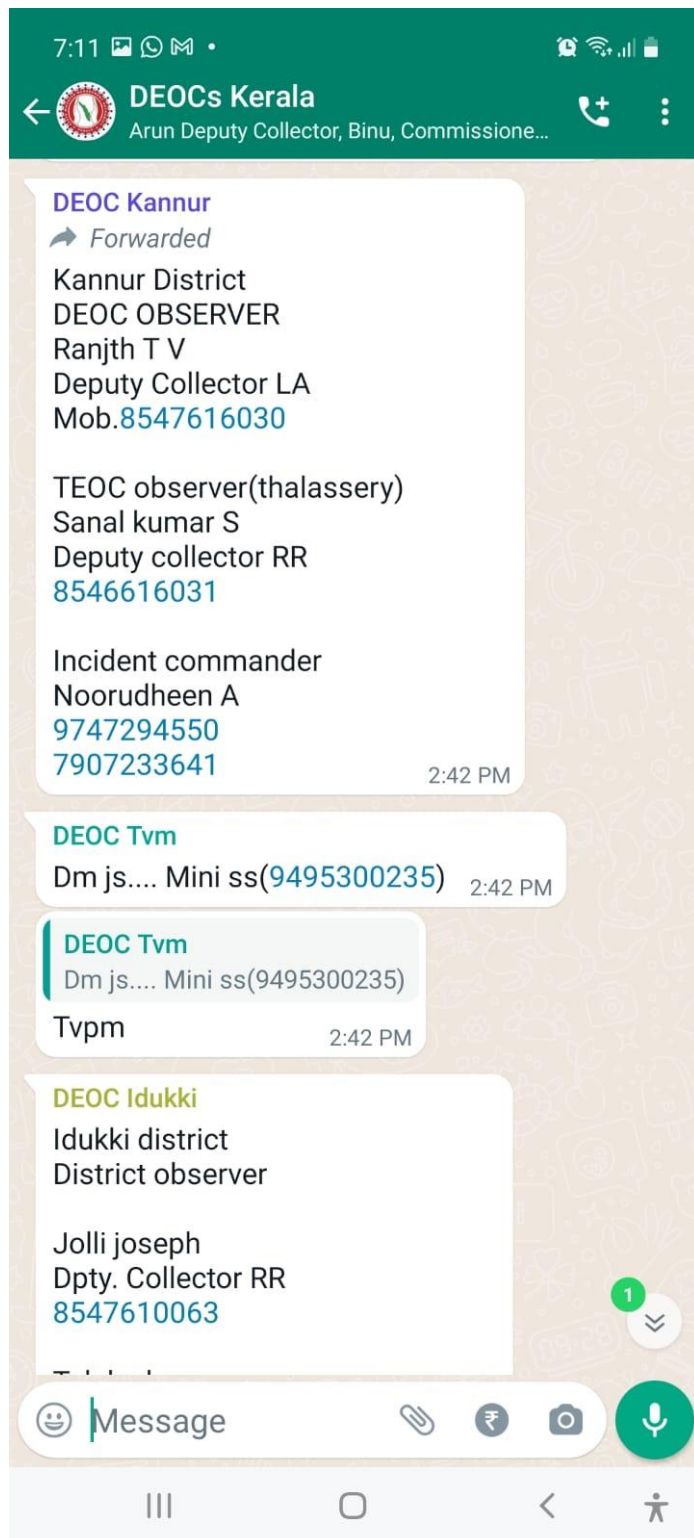 7:11
DEOCs Kerala
Arun Deputy Collector, Binu, Commissione...
DEOC Kannur
Forwarded
Kannur District
DEOC OBSERVER
Ranjth T V
Deputy Collector LA
Mob.8547616030
TEOC observer(thalassery)
Sanal kumar S
Deputy collector RR
8546616031
Incident commander
Noorudheen A
9747294550
7907233641
2:42 PM
DEOC Tvm
Dm js.... Mini ss(9495300235) 2:42 PM
DEOC Tvm
Dm js.... Mini ss(9495300235)
Tvpm 2:42 PM
DEOC Idukki
Idukki district
District observer
Jolli joseph
Dpty. Collector RR
8547610063
1
Message